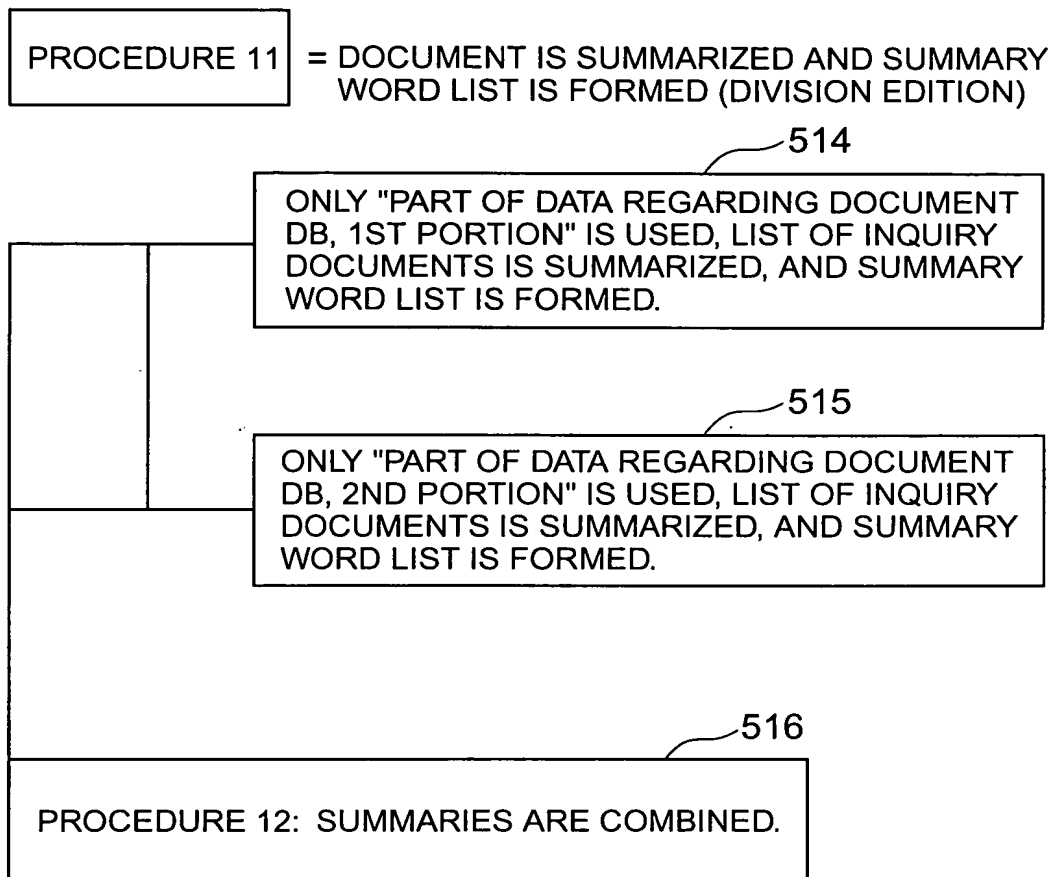 PROCEDURE 11
= DOCUMENT IS SUMMARIZED AND SUMMARY
WORD LIST IS FORMED (DIVISION EDITION)
514
ONLY "PART OF DATA REGARDING DOCUMENT
DB, 1ST PORTION" IS USED, LIST OF INQUIRY
DOCUMENTS IS SUMMARIZED, AND SUMMARY
WORD LIST IS FORMED.
515
ONLY "PART OF DATA REGARDING DOCUMENT
DB, 2ND PORTION" IS USED, LIST OF INQUIRY
DOCUMENTS IS SUMMARIZED, AND SUMMARY
WORD LIST IS FORMED.
516
PROCEDURE 12: SUMMARIES ARE COMBINED.